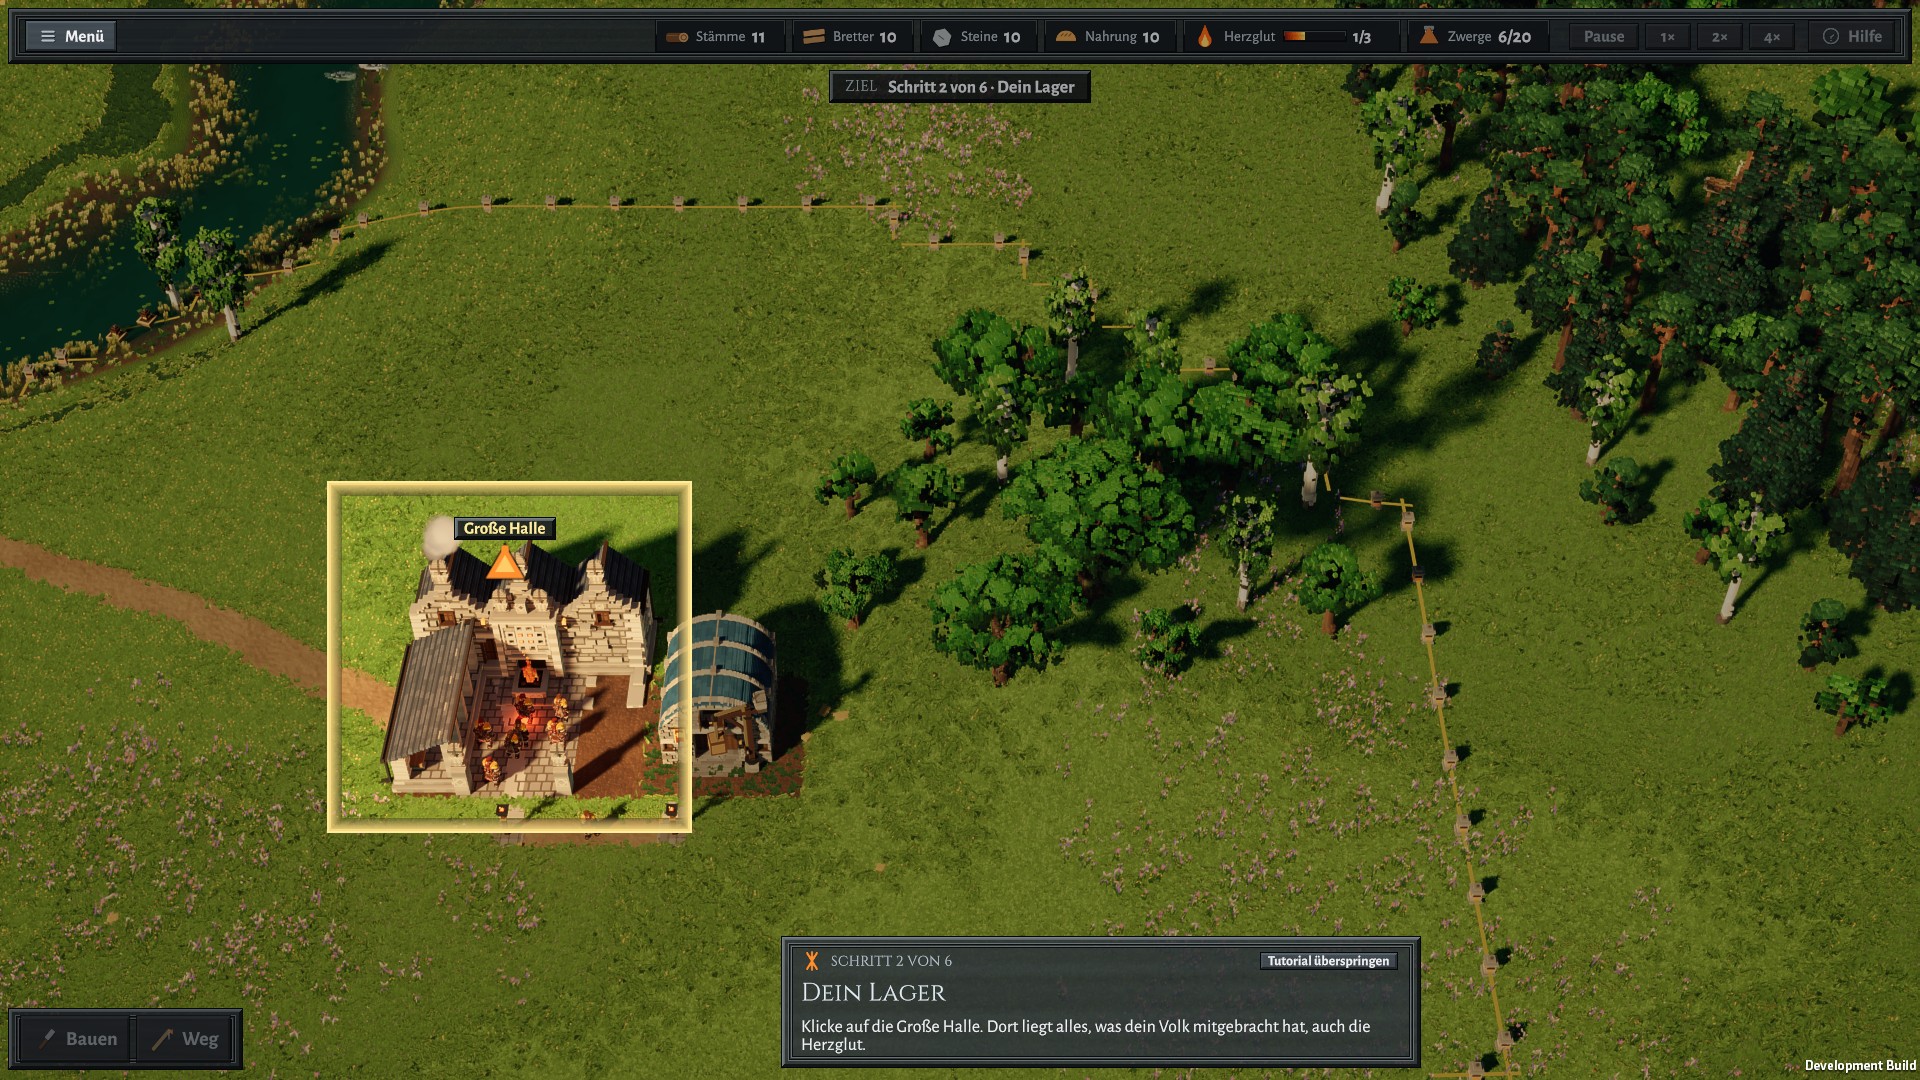 Menü
Stämme 11
Bretter 10
Steine 10
Nahrung 10
Herzglut 1/3
Zwerge 6/20
Pause
1×
2×
4×
Hilfe
ZIEL Schritt 2 von 6 · Dein Lager
Große Halle
SCHRITT 2 VON 6
Tutorial überspringen
DEIN LAGER
Klicke auf die Große Halle. Dort liegt alles, was dein Volk mitgebracht hat, auch die
Herzglut.
Bauen
Weg
Development Build